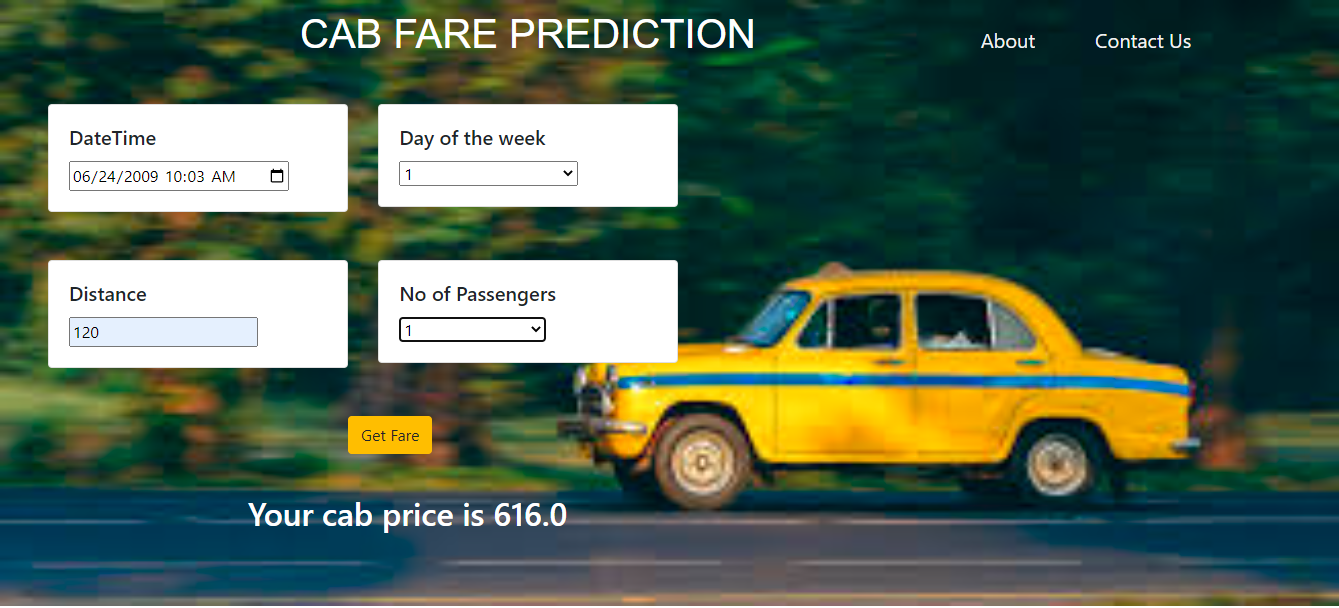 CAB FARE PREDICTION
About
Contact Us
DateTime
Day of the week
06/24/2009 10:03 AM
1
Distance
No of Passengers
120
1
Get Fare
Your cab price is 616.0